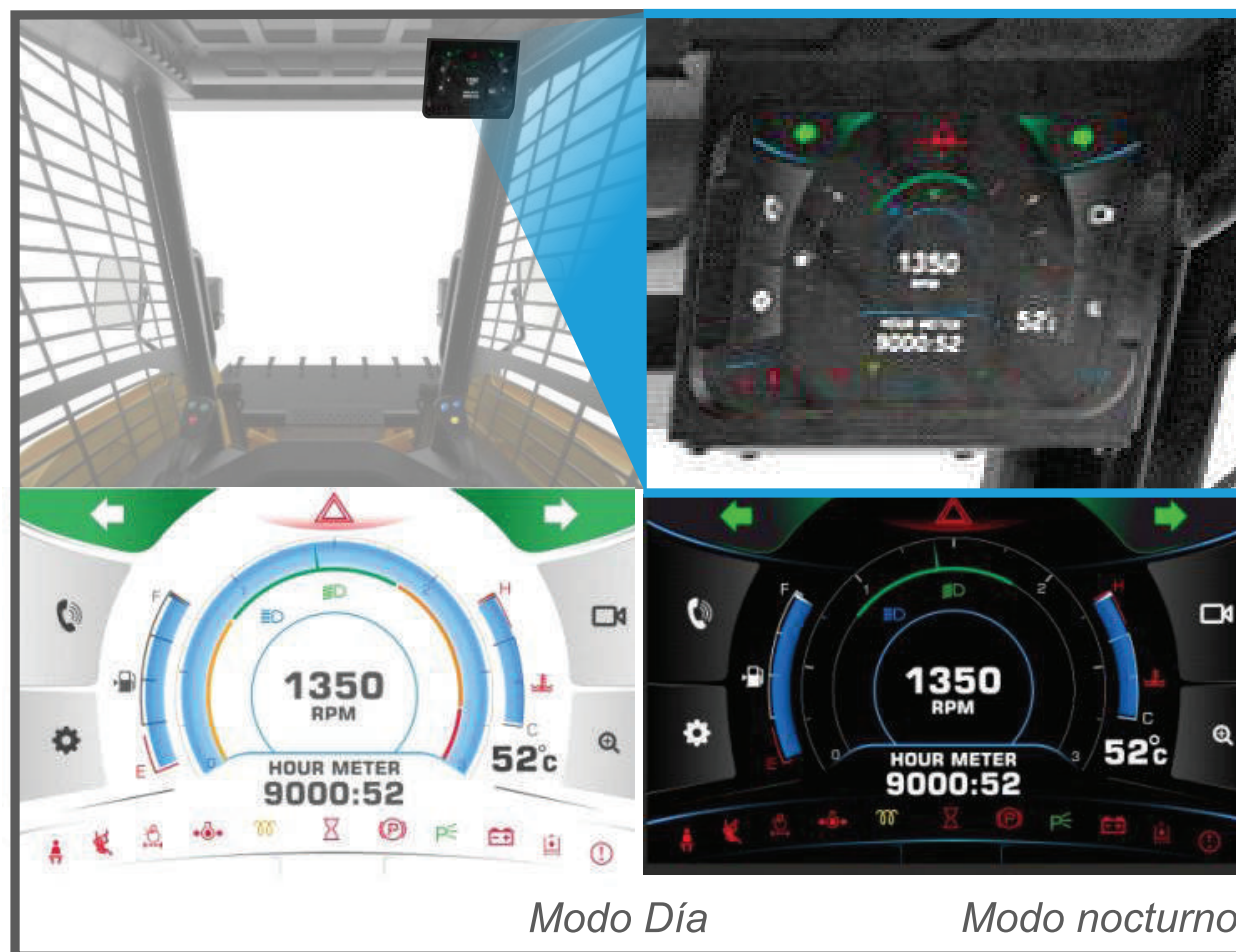 1350
RPM
HOUR METER
9000:52
52
1350
RPM
HOUR METER
9000:52
52°C
F
E
H
C
0
1
2
P
P
1350
RPM
HOUR METER
9000:52
52°C
F
E
H
C
0
1
2
3
P
P
Modo Día
Modo nocturno